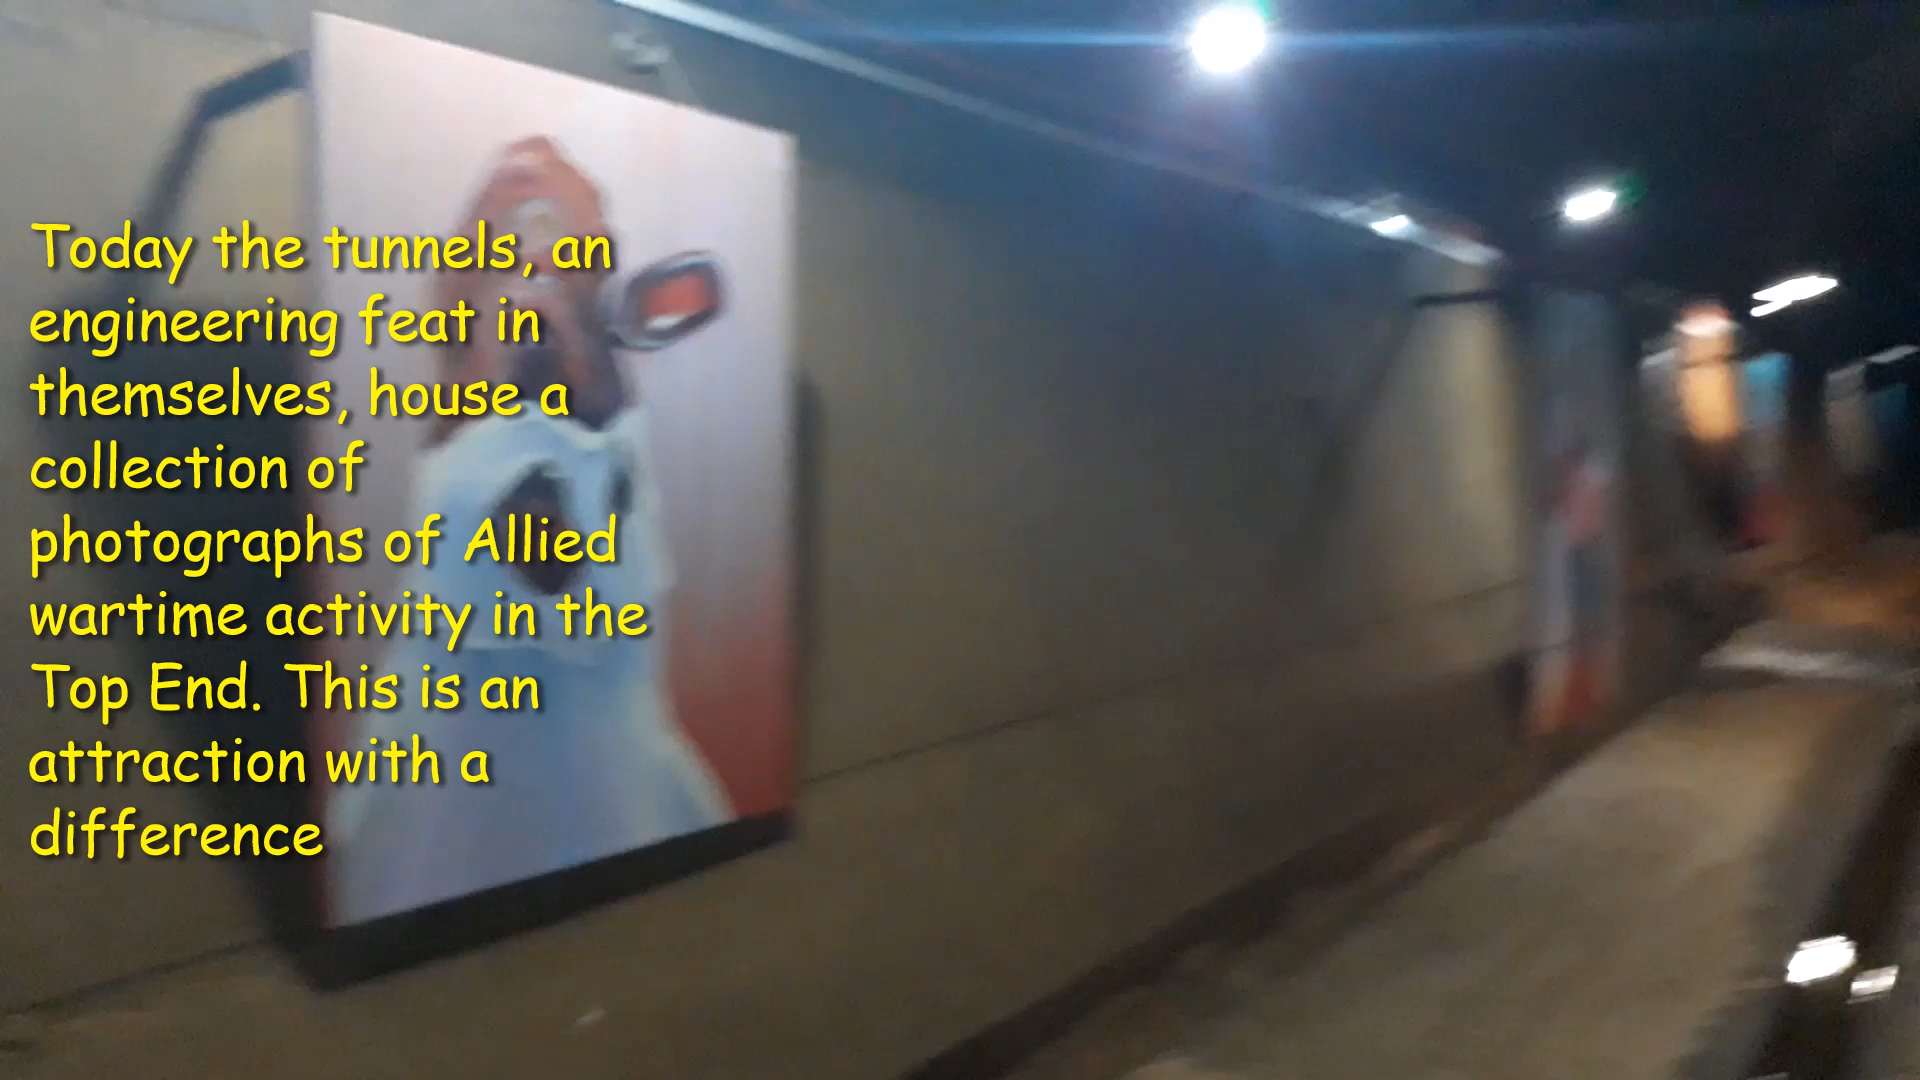 Today the tunnels, an
engineering feat in
themselves, house a
collection of
photographs of Allied
wartime activity in the
Top End. This is an
attraction with a
difference